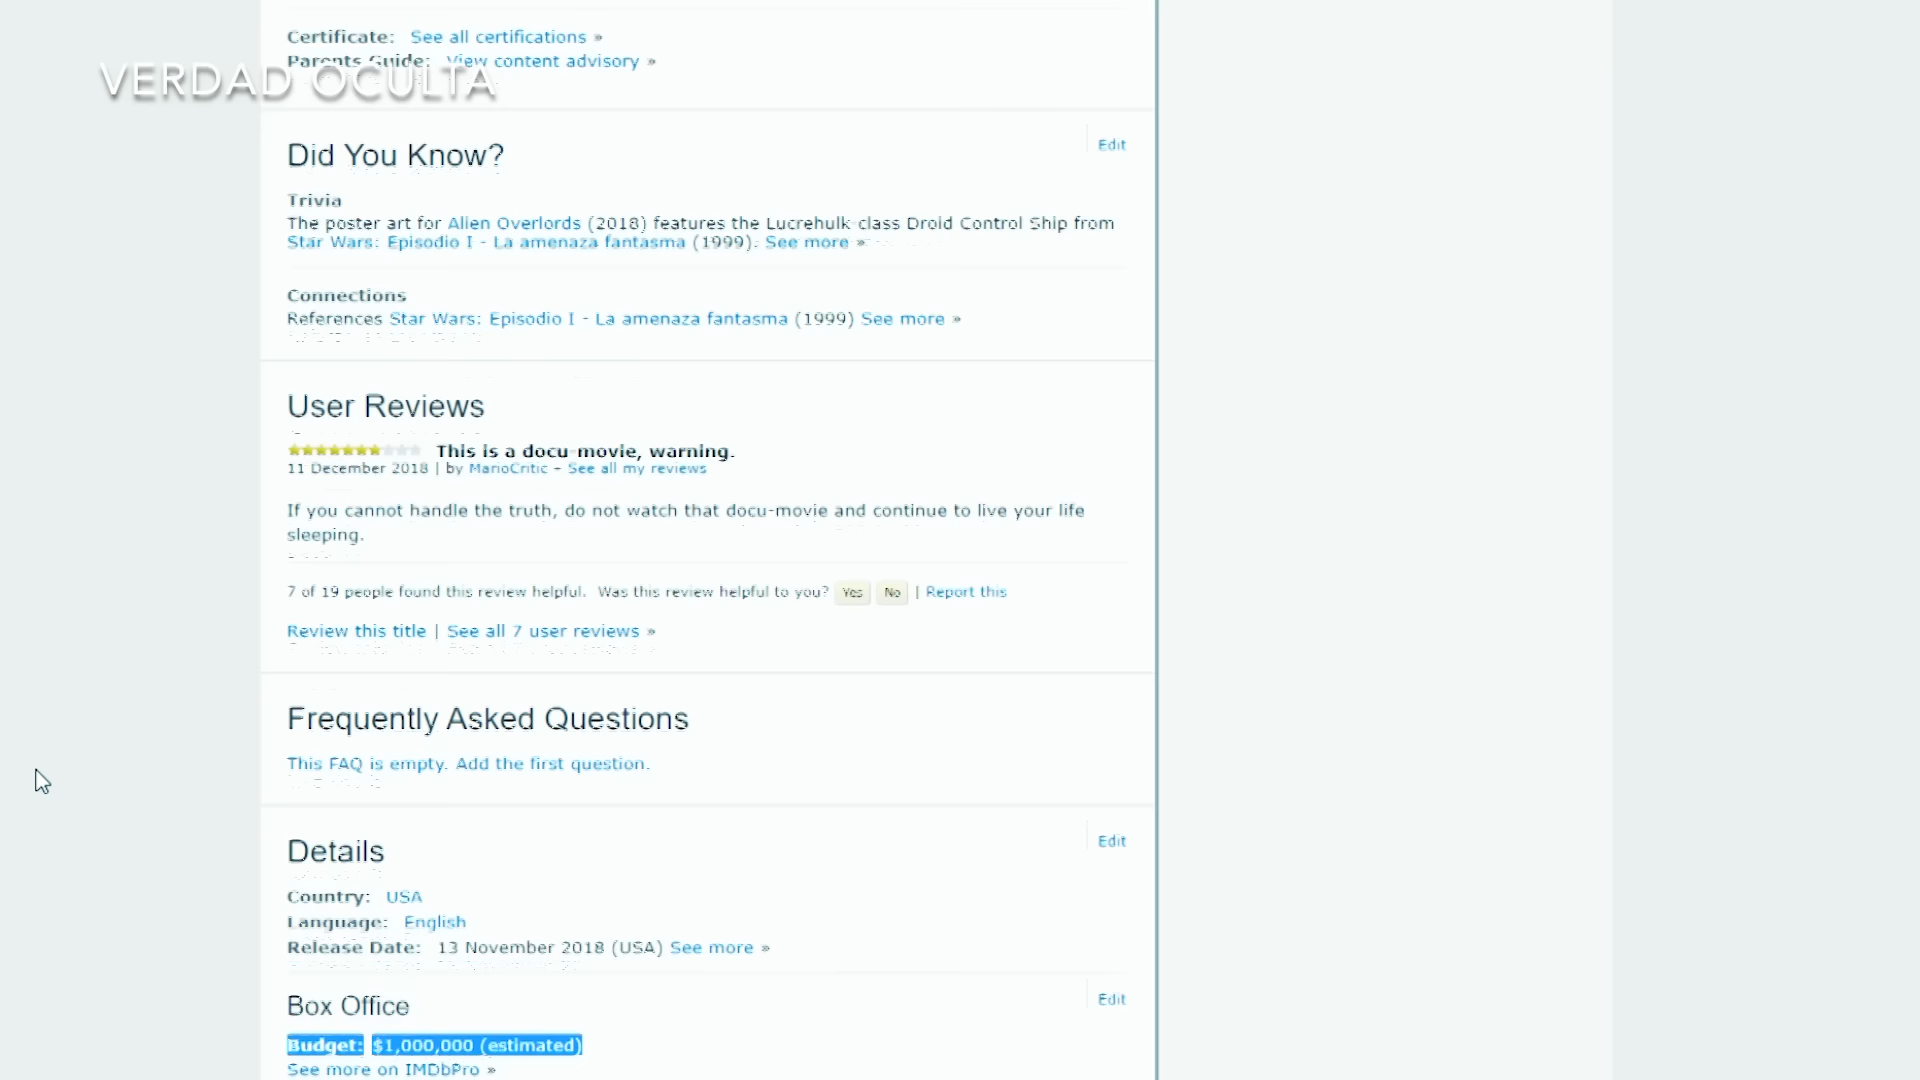 Certificate: See all certifications »
Parents Guide: View content advisory »
VERDAD OCULTA
Did You Know?
Edit
Trivia
The poster art for Alien Overlords (2018) features the Lucrehulk-class Droid Control Ship from
Star Wars: Episodio I - La amenaza fantasma (1999). See more »
Connections
References Star Wars: Episodio I - La amenaza fantasma (1999) See more »
User Reviews
This is a docu-movie, warning.
11 December 2018 | by MarioCritic – See all my reviews
If you cannot handle the truth, do not watch that docu-movie and continue to live your life
sleeping.
7 of 19 people found this review helpful. Was this review helpful to you? Yes No | Report this
Review this title | See all 7 user reviews »
Frequently Asked Questions
This FAQ is empty. Add the first question.
Details
Edit
Country: USA
Language: English
Release Date: 13 November 2018 (USA) See more »
Box Office
Edit
Budget: $1,000,000 (estimated)
See more on IMDbPro »